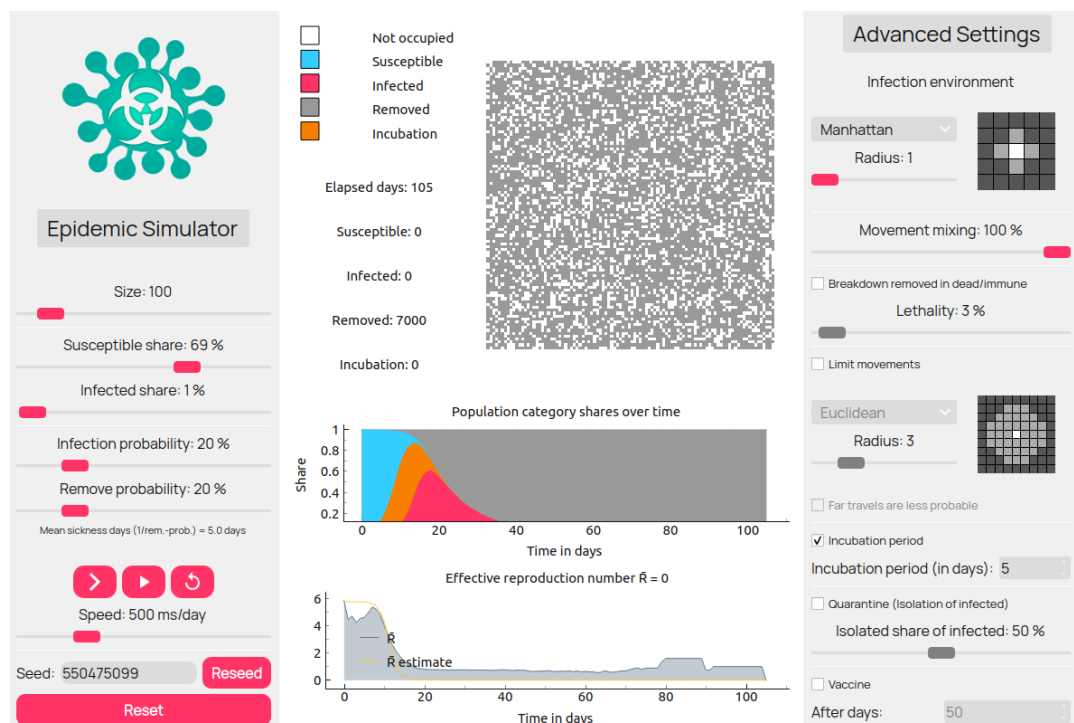 Epidemic Simulator
Size: 100
Susceptible share: 69 %
Infected share: 1 %
Infection probability: 20 %
Remove probability: 20 %
Mean sickness days (1/rem.-prob.) = 5.0 days
Speed: 500 ms/day
Seed: 550475099 Reseed
Reset
Not occupied
Susceptible
Infected
Removed
Incubation
Elapsed days: 105
Susceptible: 0
Infected: 0
Removed: 7000
Incubation: 0
Population category shares over time
Share
1
0.8
0.6
0.4
0.2
0 20 40 60 80 100
Time in days
Effective reproduction number R̃ = 0
6
4
2
0
R̃
R̃ estimate
0 20 40 60 80 100
Time in days
Advanced Settings
Infection environment
Manhattan
Radius: 1
Movement mixing: 100 %
Breakdown removed in dead/immune
Lethality: 3 %
Limit movements
Euclidean
Radius: 3
Far travels are less probable
Incubation period
Incubation period (in days): 5
Quarantine (Isolation of infected)
Isolated share of infected: 50 %
Vaccine
After days: 50